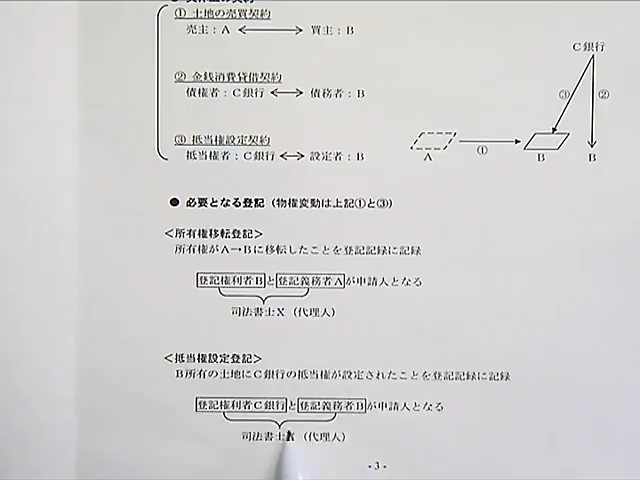 ① 土地の売買契約
売主：A ⟷ 買主：B
② 金銭消費貸借契約
債権者：C銀行 ⟷ 債務者：B
③ 抵当権設定契約
抵当権者：C銀行 ⟷ 設定者：B
C銀行
③ ②
①
A B B
● 必要となる登記（物権変動は上記①と③）
＜所有権移転登記＞
所有権がA→Bに移転したことを登記記録に記録
登記権利者Bと登記義務者Aが申請人となる
司法書士X（代理人）
＜抵当権設定登記＞
B所有の土地にC銀行の抵当権が設定されたことを登記記録に記録
登記権利者C銀行と登記義務者Bが申請人となる
司法書士（代理人）
- 3 -